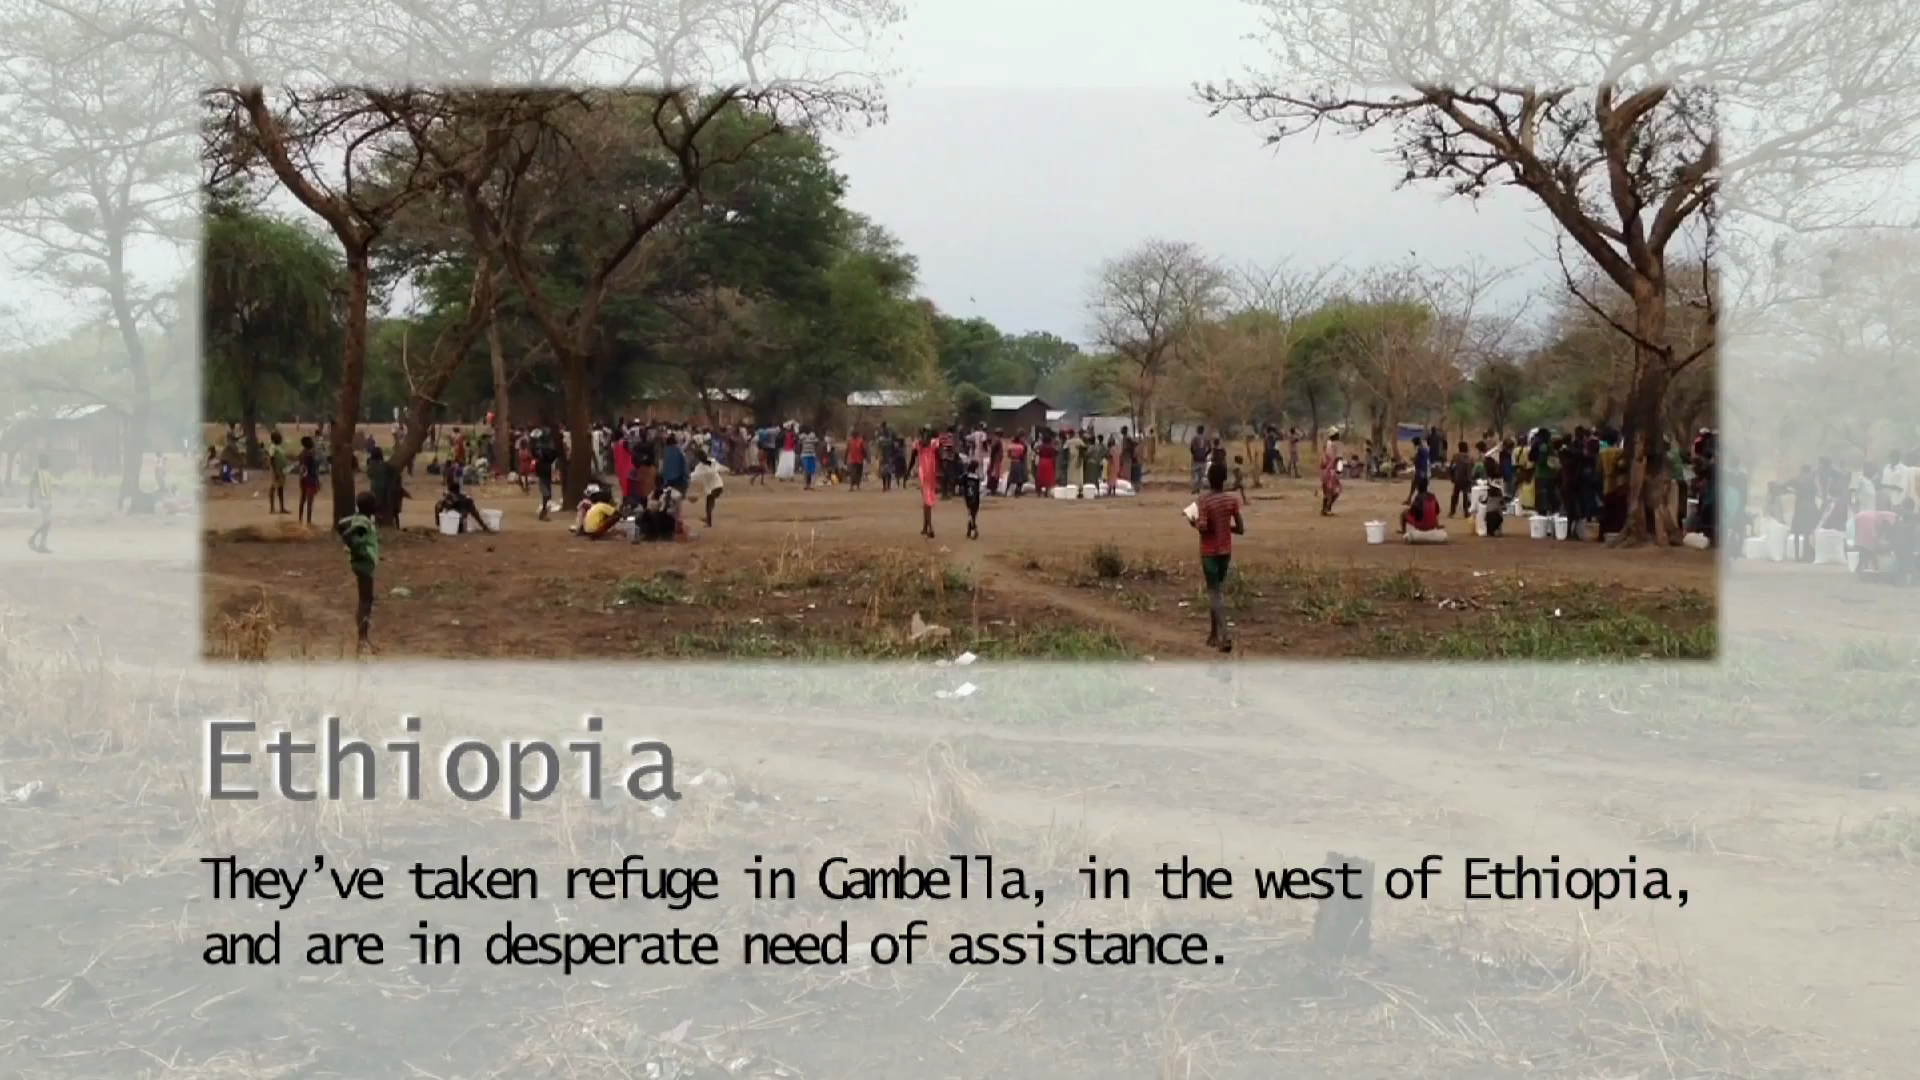 Ethiopia
They’ve taken refuge in Gambella, in the west of Ethiopia,
and are in desperate need of assistance.